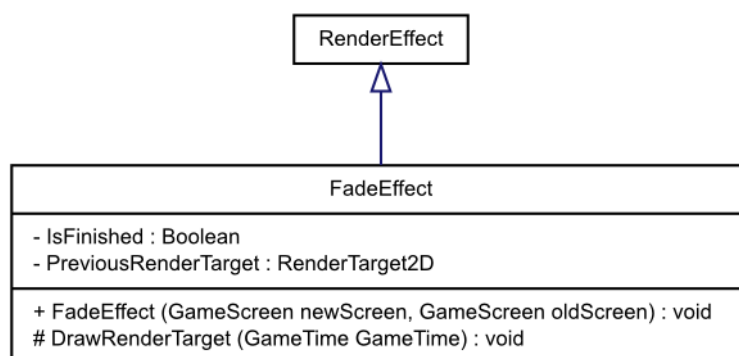 RenderEffect
FadeEffect
- IsFinished : Boolean
- PreviousRenderTarget : RenderTarget2D
+ FadeEffect (GameScreen newScreen, GameScreen oldScreen) : void
# DrawRenderTarget (GameTime GameTime) : void